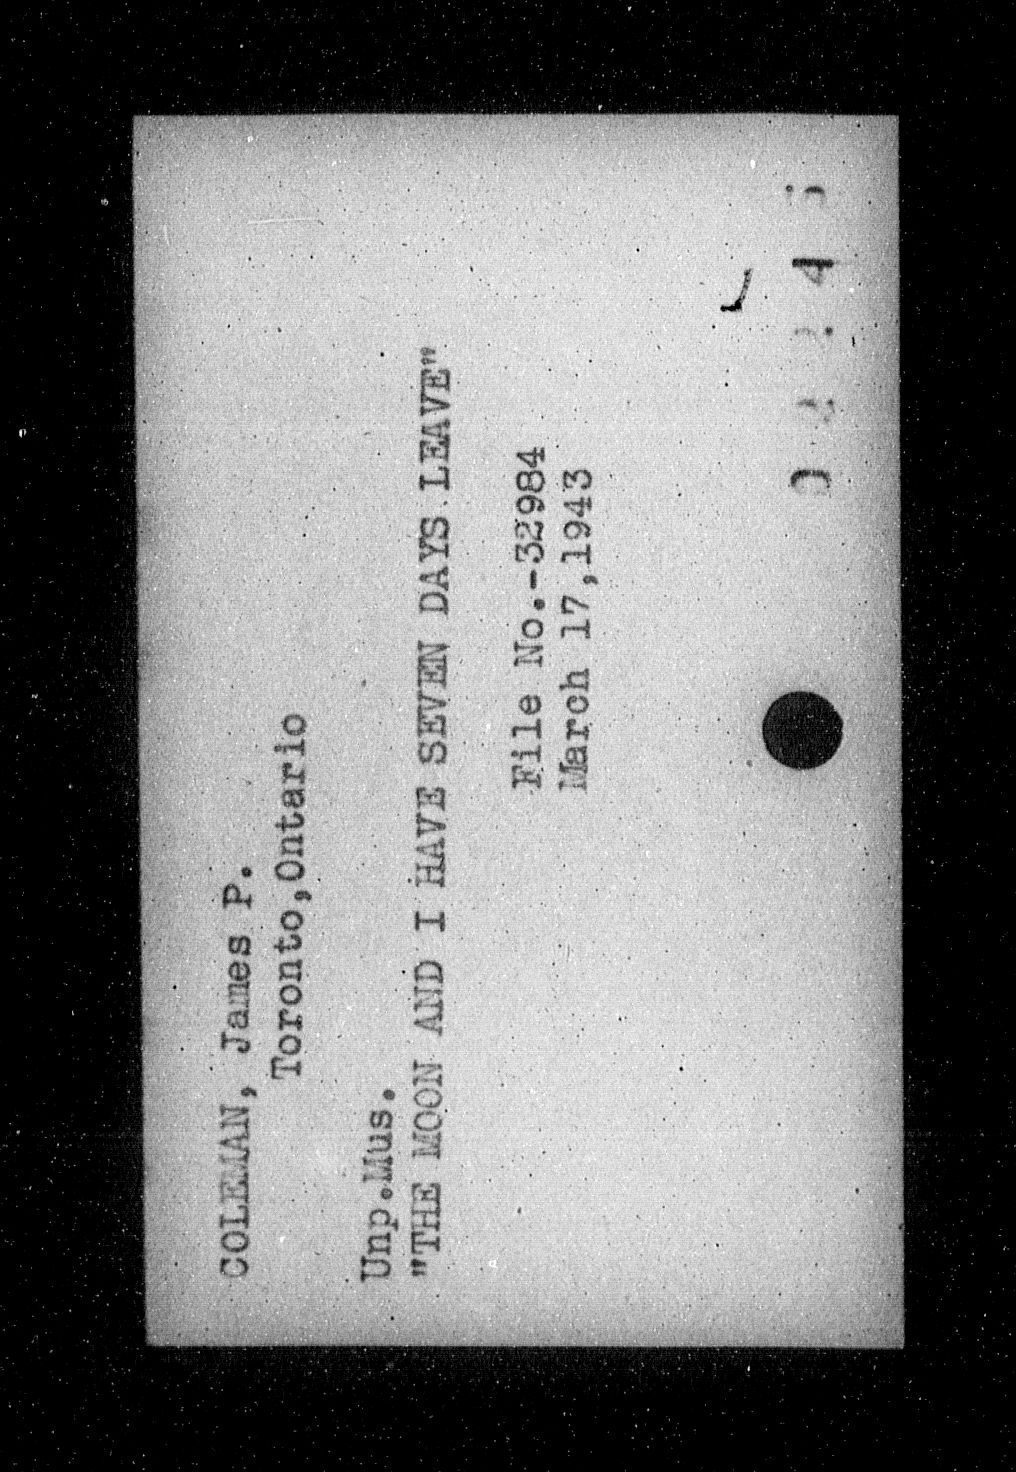 COLEMAN, James P.
Toronto,Ontario
Unp.Mus.
"THE MOON AND I HAVE SEVEN DAYS LEAVE"
File No.-32984
March 17,1943